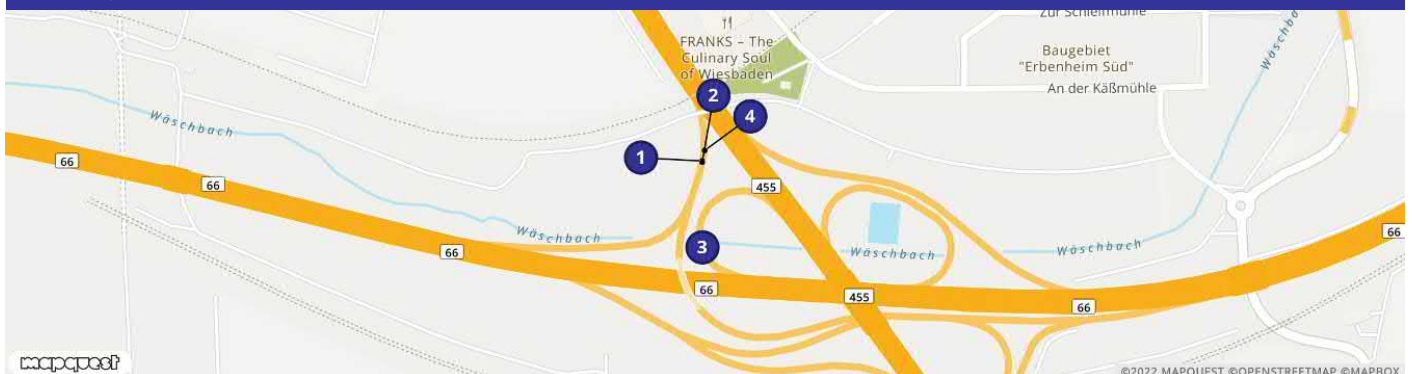 Zur Schleifmühle
FRANKS – The
Culinary Soul
of Wiesbaden
Baugebiet
"Erbenheim Süd"
An der Käßmühle
Wäschbach
Wäschbach
2
4
1
66
66
455
Wäschbach
3
Wäschbach
Wäschbach
66
66
66
455
66
mapquest
©2022 MAPQUEST ©OPENSTREETMAP ©MAPBOX